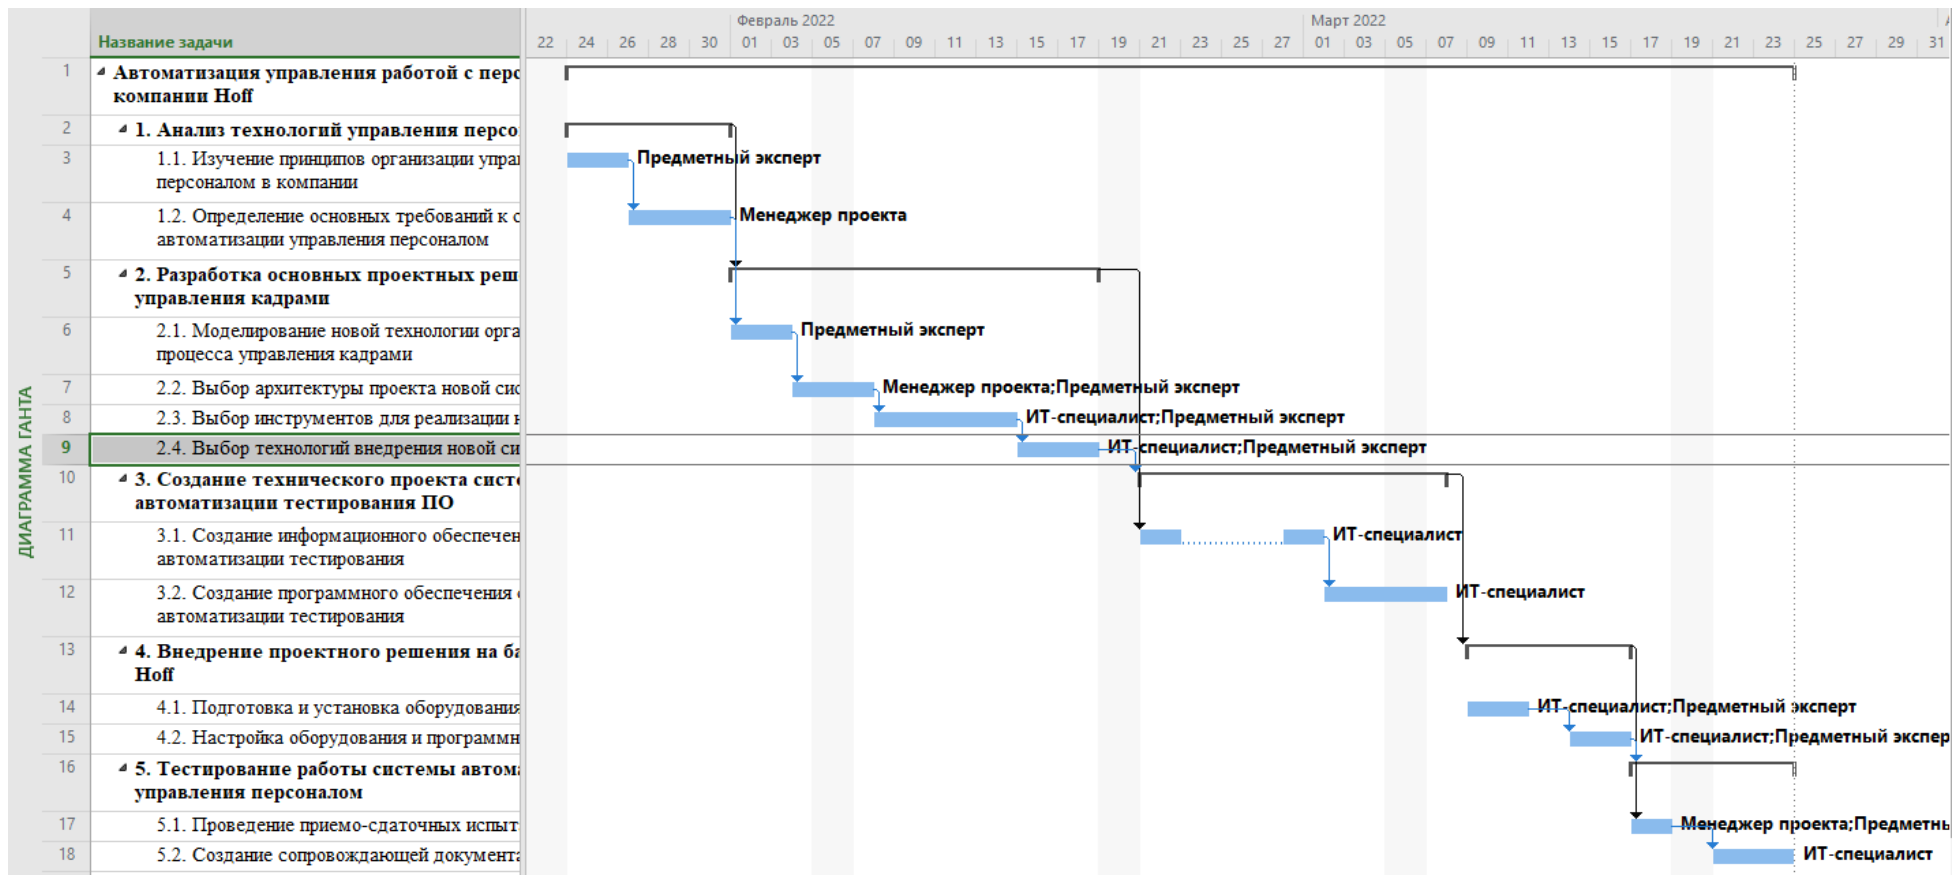 Февраль 2022 Март 2022
Название задачи 22 24 26 28 30 01 03 05 07 09 11 13 15 17 19 21 23 25 27 01 03 05 07 09 11 13 15 17 19 21 23 25 27 29 31
ДИАГРАММА ГАНТА
1 Автоматизация управления работой с перс
компании Hoff
2 1. Анализ технологий управления персо
3 1.1. Изучение принципов организации упра Предметный эксперт
персоналом в компании
4 1.2. Определение основных требований к с Менеджер проекта
автоматизации управления персоналом
5 2. Разработка основных проектных реш
управления кадрами
6 2.1. Моделирование новой технологии орга Предметный эксперт
процесса управления кадрами
7 2.2. Выбор архитектуры проекта новой сис Менеджер проекта;Предметный эксперт
8 2.3. Выбор инструментов для реализации н ИТ-специалист;Предметный эксперт
9 2.4. Выбор технологий внедрения новой си ИТ-специалист;Предметный эксперт
10 3. Создание технического проекта систе
автоматизации тестирования ПО
11 3.1. Создание информационного обеспечен ИТ-специалист
автоматизации тестирования
12 3.2. Создание программного обеспечения с ИТ-специалист
автоматизации тестирования
13 4. Внедрение проектного решения на ба
Hoff
14 4.1. Подготовка и установка оборудования ИТ-специалист;Предметный эксперт
15 4.2. Настройка оборудования и программн ИТ-специалист;Предметный экспер
16 5. Тестирование работы системы автома
управления персоналом
17 5.1. Проведение приемо-сдаточных испыт Менеджер проекта;Предметнь
18 5.2. Создание сопровождающей документа ИТ-специалист